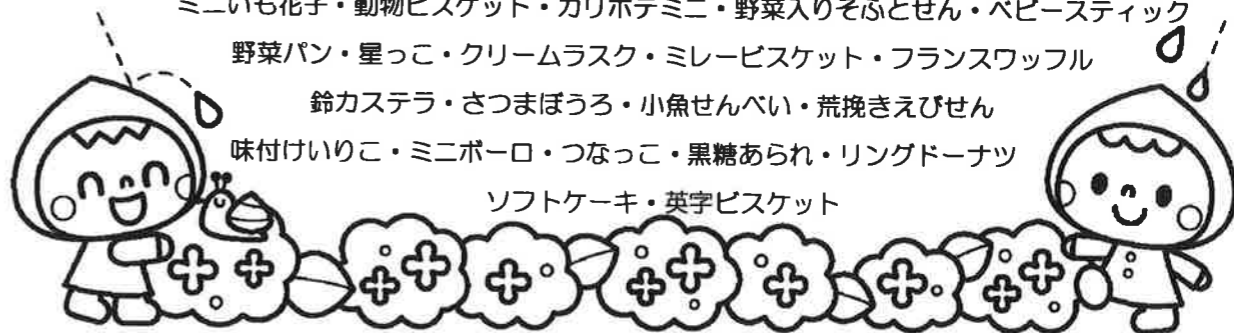 ミニいも花子・動物ビスケット・カリポテミニ・野菜入りそふとせん・ベビースティック
野菜パン・星っこ・クリームラスク・ミレービスケット・フランスワッフル
鈴カステラ・さつまぼうろ・小魚せんべい・荒挽きえびせん
味付けいりこ・ミニボーロ・つなっこ・黒糖あられ・リングドーナツ
ソフトケーキ・英字ビスケット